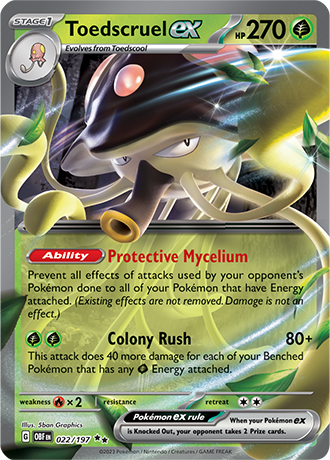 STAGE1
Toedscruel ex
HP 270
Evolves from Toedscool
Ability Protective Mycelium
Prevent all effects of attacks used by your opponent's
Pokémon done to all of your Pokémon that have Energy
attached. (Existing effects are not removed. Damage is not an
effect.)
Colony Rush 80+
This attack does 40 more damage for each of your Benched
Pokémon that has any Energy attached.
weakness ×2 resistance retreat
Illus. 5ban Graphics
Pokémon ex rule
When your Pokémon ex
is Knocked Out, your opponent takes 2 Prize cards.
G OBF EN 022/197
©2023 Pokémon / Nintendo / Creatures / GAME FREAK